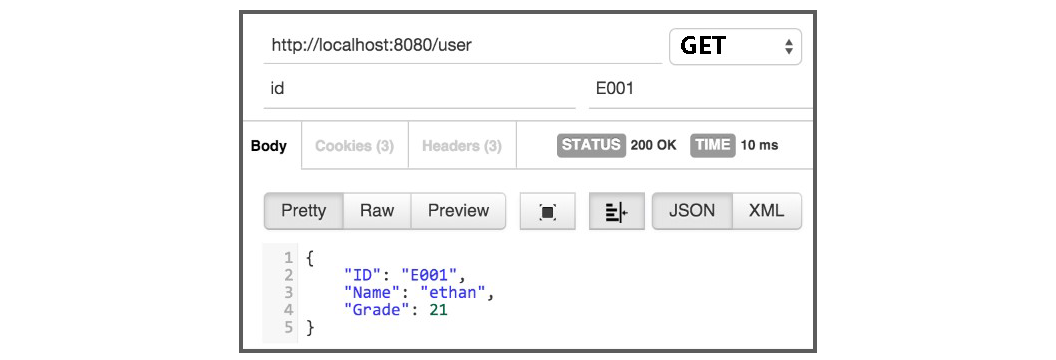 http://localhost:8080/user GET
id E001
Body Cookies (3) Headers (3) STATUS 200 OK TIME 10 ms
Pretty Raw Preview JSON XML
1 {
2 "ID": "E001",
3 "Name": "ethan",
4 "Grade": 21
5 }